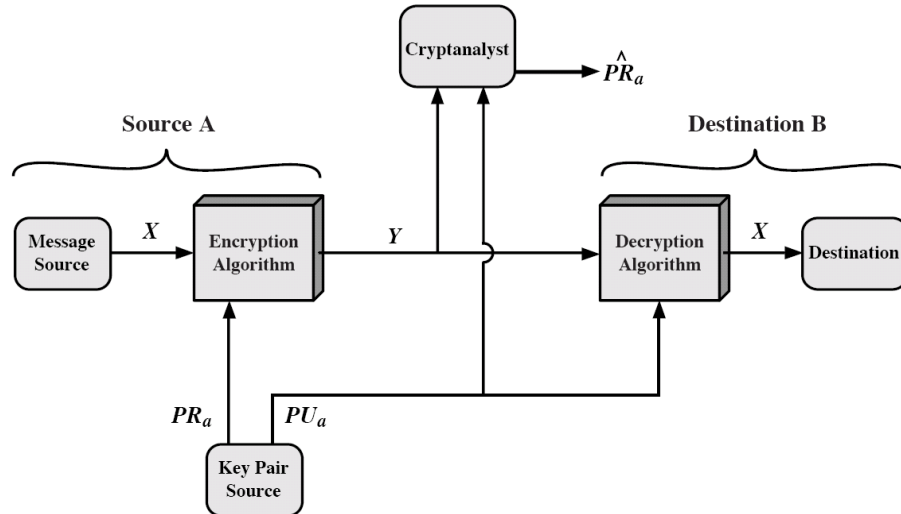 Cryptanalyst
P̂R_a
Source A
Destination B
Message
Source
X
Encryption
Algorithm
Y
Decryption
Algorithm
X
Destination
PR_a
PU_a
Key Pair
Source